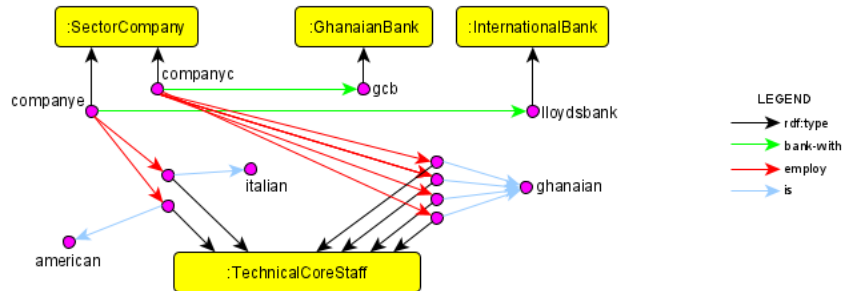 :SectorCompany
:GhanaianBank
:InternationalBank
companyc
gcb
companye
lloydsbank
LEGEND
rdf:type
bank-with
employ
is
italian
ghanaian
american
:TechnicalCoreStaff